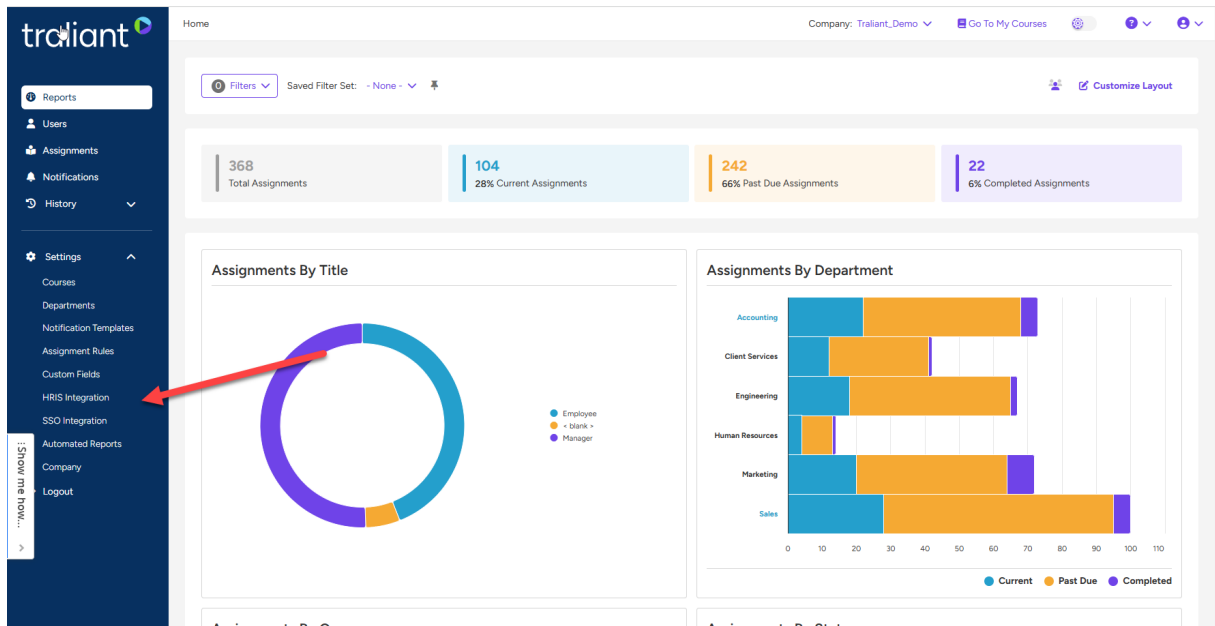 traliant
Home
Company: Traliant_Demo
Go To My Courses
?
Reports
Users
Assignments
Notifications
History
Settings
Courses
Departments
Notification Templates
Assignment Rules
Custom Fields
HRIS Integration
SSO Integration
Automated Reports
Company
Logout
Show me how...
0 Filters
Saved Filter Set: - None -
Customize Layout
368
Total Assignments
104
28% Current Assignments
242
66% Past Due Assignments
22
6% Completed Assignments
Assignments By Title
Employee
< blank >
Manager
Assignments By Department
Accounting
Client Services
Engineering
Human Resources
Marketing
Sales
0 10 20 30 40 50 60 70 80 90 100 110
Current Past Due Completed